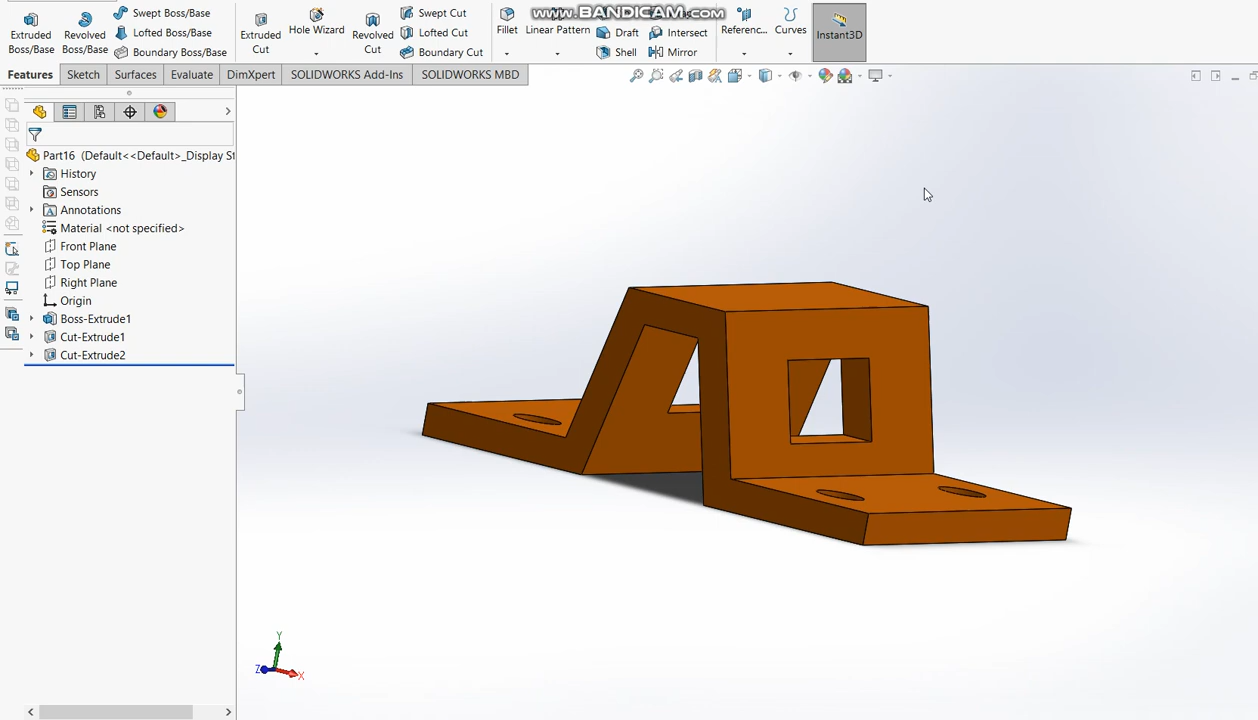 www.BANDICAM.com
Extruded Boss/Base
Revolved Boss/Base
Swept Boss/Base
Lofted Boss/Base
Boundary Boss/Base
Extruded Cut
Hole Wizard
Revolved Cut
Swept Cut
Lofted Cut
Boundary Cut
Fillet
Linear Pattern
Draft
Shell
Intersect
Mirror
Referenc...
Curves
Instant3D
Features
Sketch
Surfaces
Evaluate
DimXpert
SOLIDWORKS Add-Ins
SOLIDWORKS MBD
Part16 (Default<<Default>_Display St
History
Sensors
Annotations
Material <not specified>
Front Plane
Top Plane
Right Plane
Origin
Boss-Extrude1
Cut-Extrude1
Cut-Extrude2
Y
Z
X